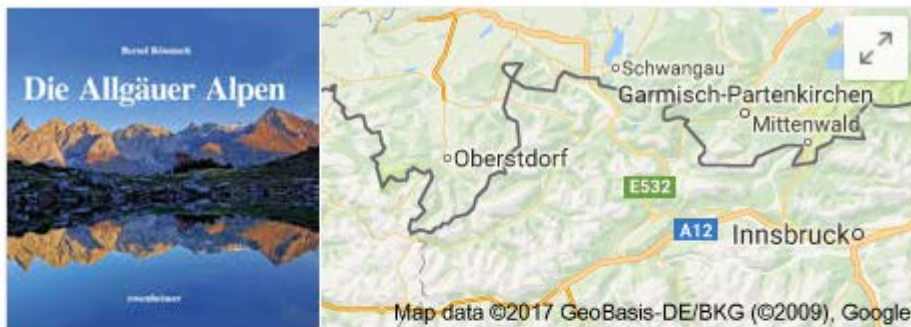 Bernd Römmelt
Die Allgäuer Alpen
rosenheimer
Schwangau
Garmisch-Partenkirchen
Mittenwald
Oberstdorf
E532
A12
Innsbruck
Map data ©2017 GeoBasis-DE/BKG (©2009), Google